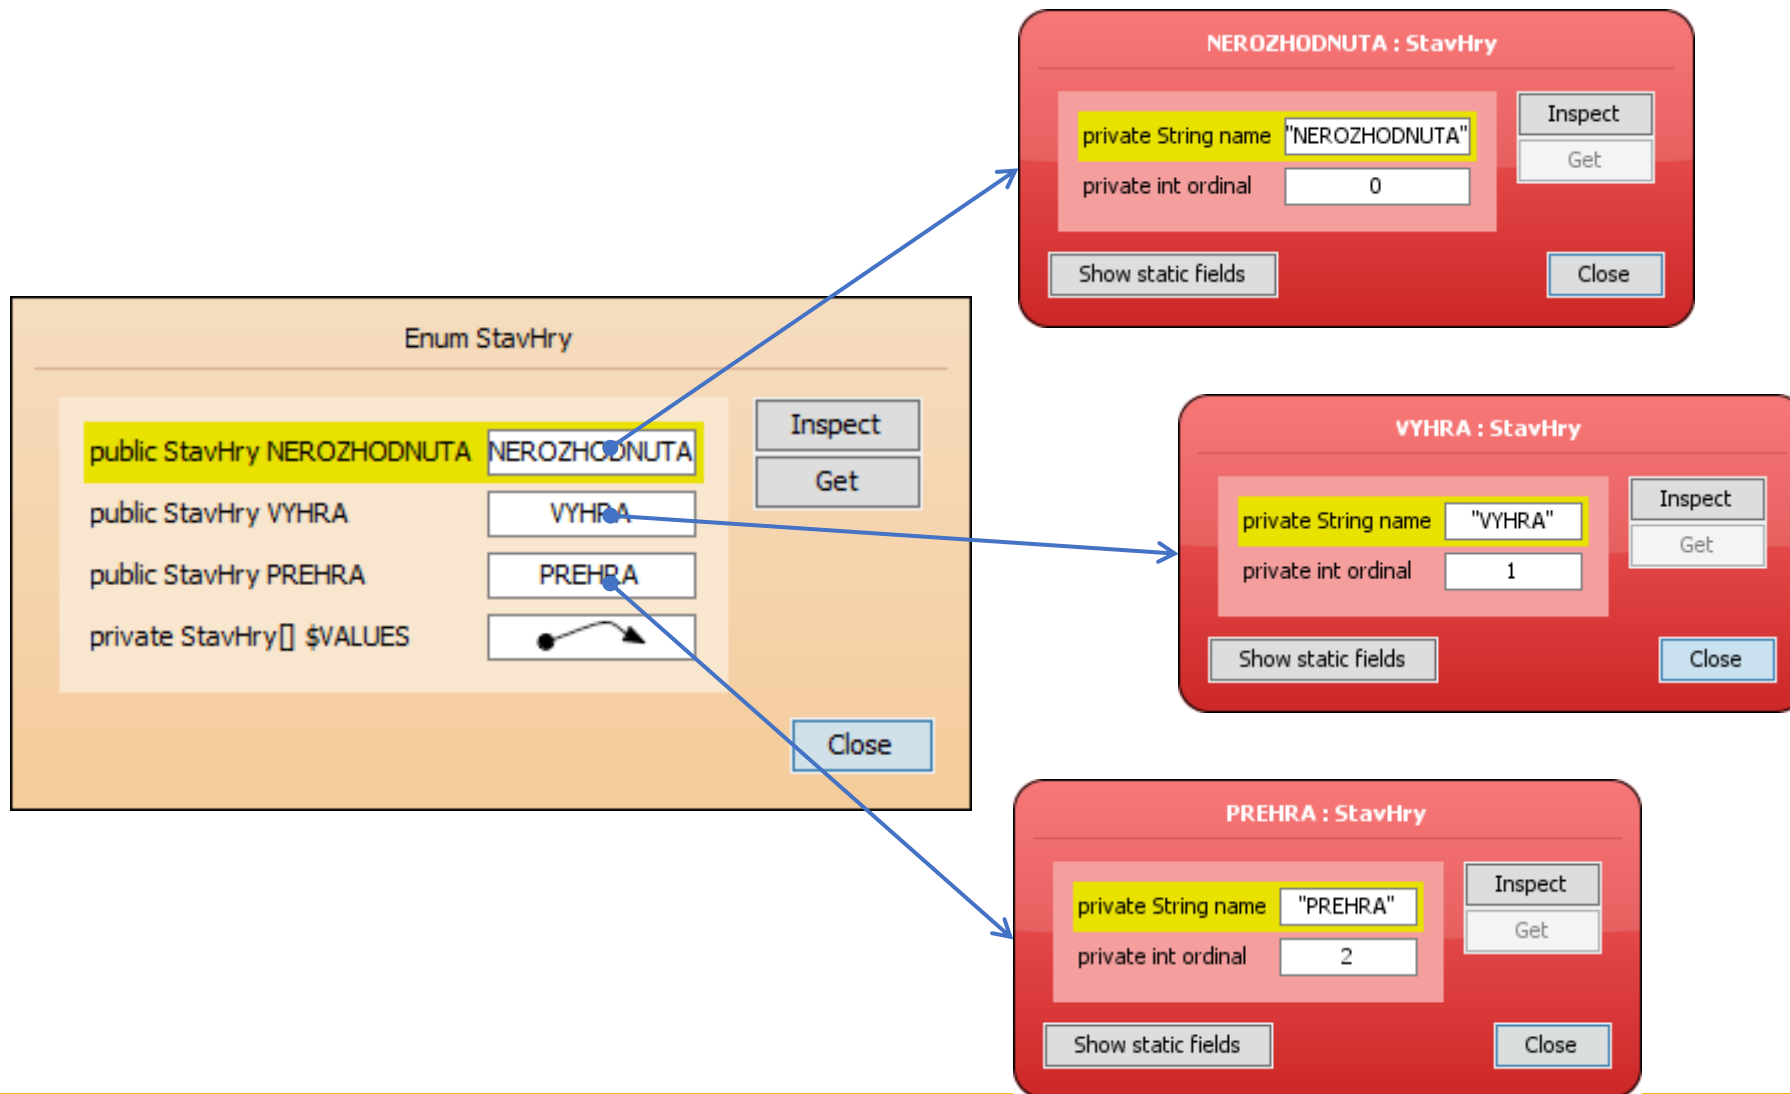 Enum StavHry
public StavHry NEROZHODNUTA NEROZHODNUTA
public StavHry VYHRA VYHRA
public StavHry PREHRA PREHRA
private StavHry[] $VALUES
Inspect
Get
Close
NEROZHODNUTA : StavHry
private String name "NEROZHODNUTA"
private int ordinal 0
Inspect
Get
Show static fields
Close
VYHRA : StavHry
private String name "VYHRA"
private int ordinal 1
Inspect
Get
Show static fields
Close
PREHRA : StavHry
private String name "PREHRA"
private int ordinal 2
Inspect
Get
Show static fields
Close